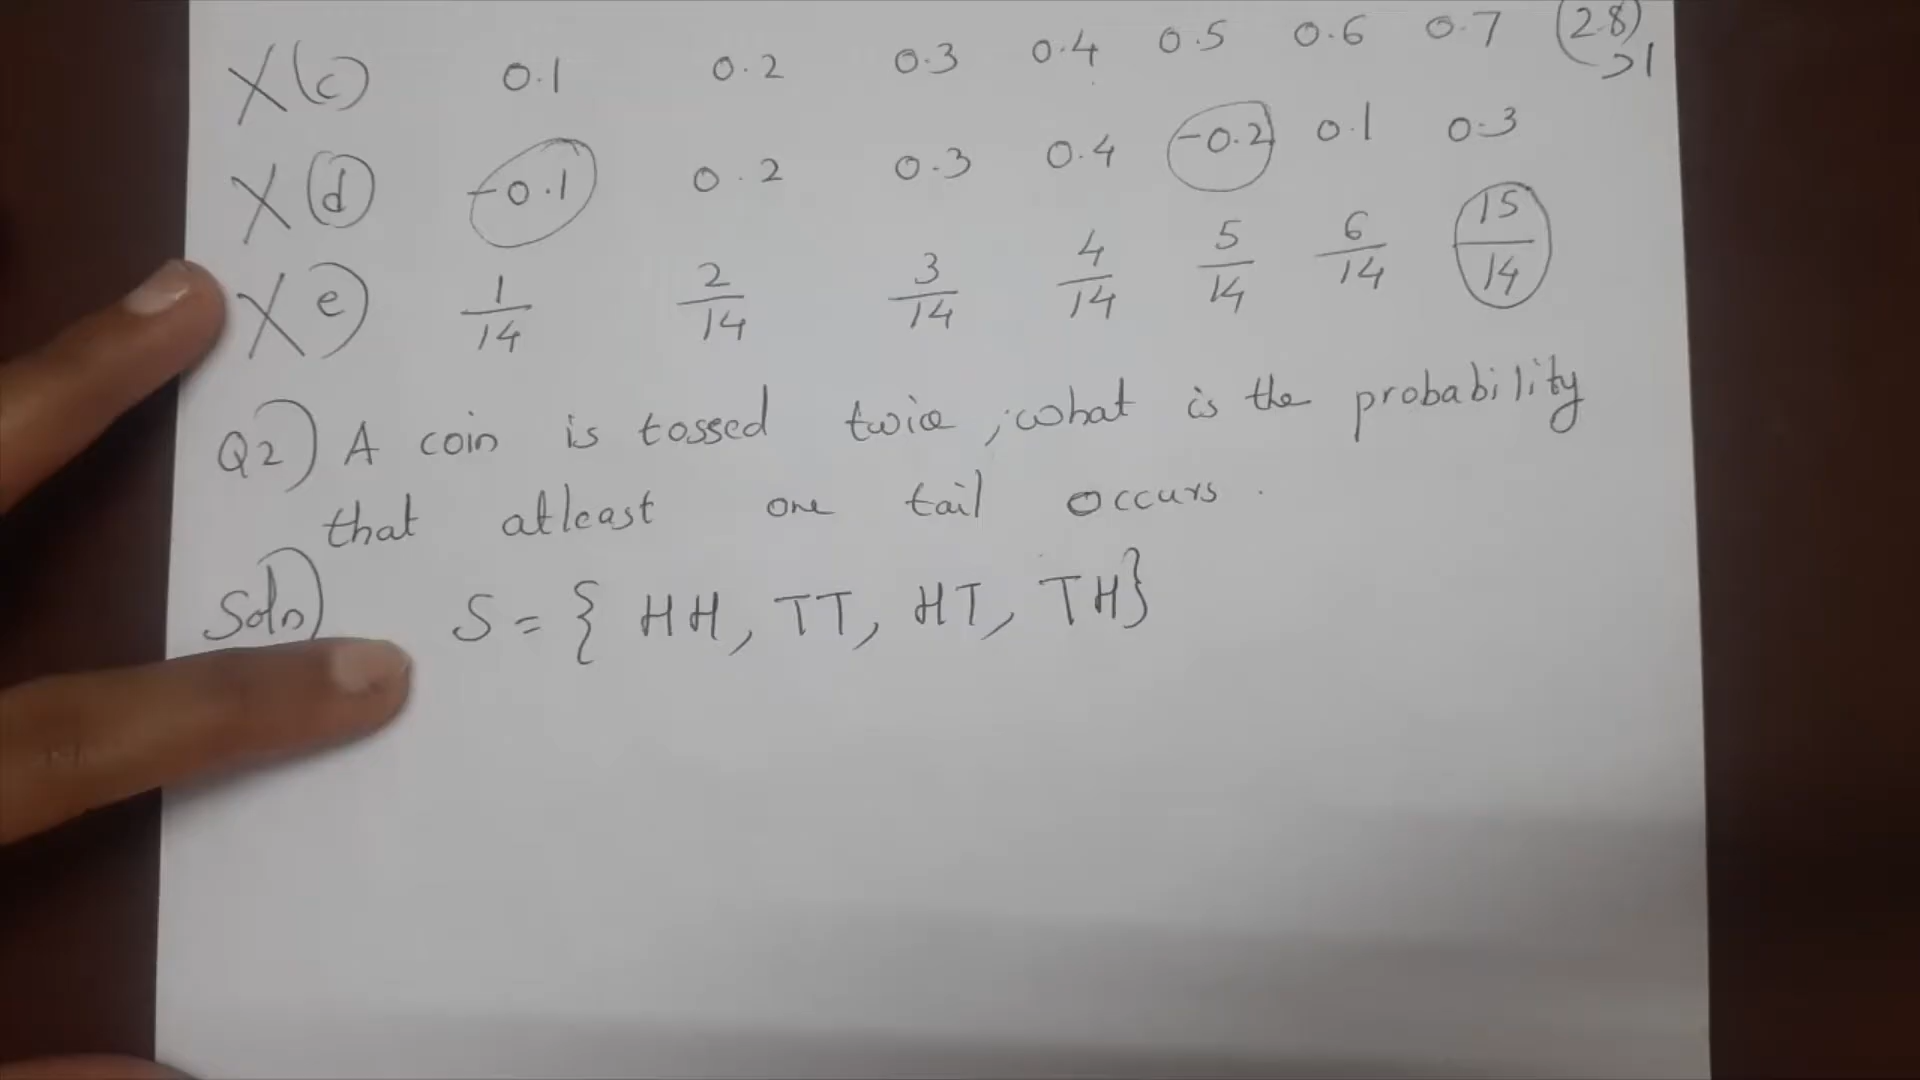 X (c) 0.1 0.2 0.3 0.4 0.5 0.6 0.7 (2.8) >1
X (d) -0.1 0.2 0.3 0.4 -0.2 0.1 0.3
X (e) 1/14 2/14 3/14 4/14 5/14 6/14 15/14
Q2) A coin is tossed twice, what is the probability
that atleast one tail occurs.
Soln) S = { HH, TT, HT, TH}